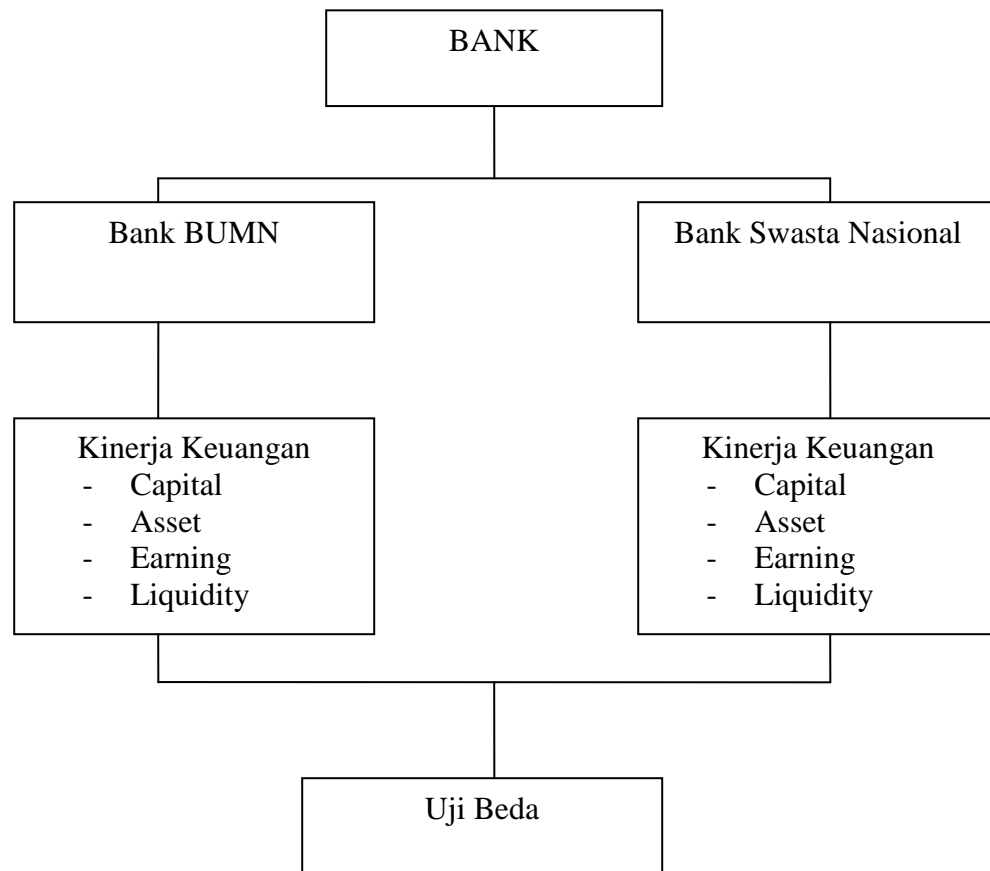 BANK
Bank BUMN
Bank Swasta Nasional
Kinerja Keuangan
- Capital
- Asset
- Earning
- Liquidity
Kinerja Keuangan
- Capital
- Asset
- Earning
- Liquidity
Uji Beda